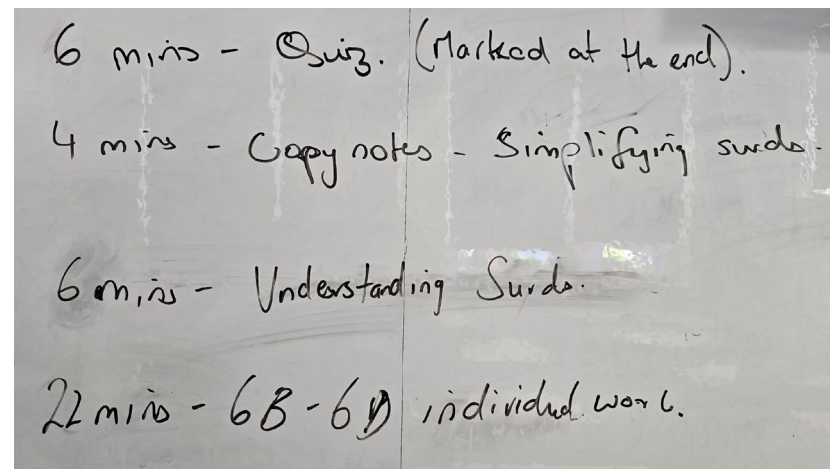 6 mins - Quiz. (Marked at the end).
4 mins - Copy notes - Simplifying surds.
6 mins - Understanding Surds.
22 mins - 6B - 6D individual work.